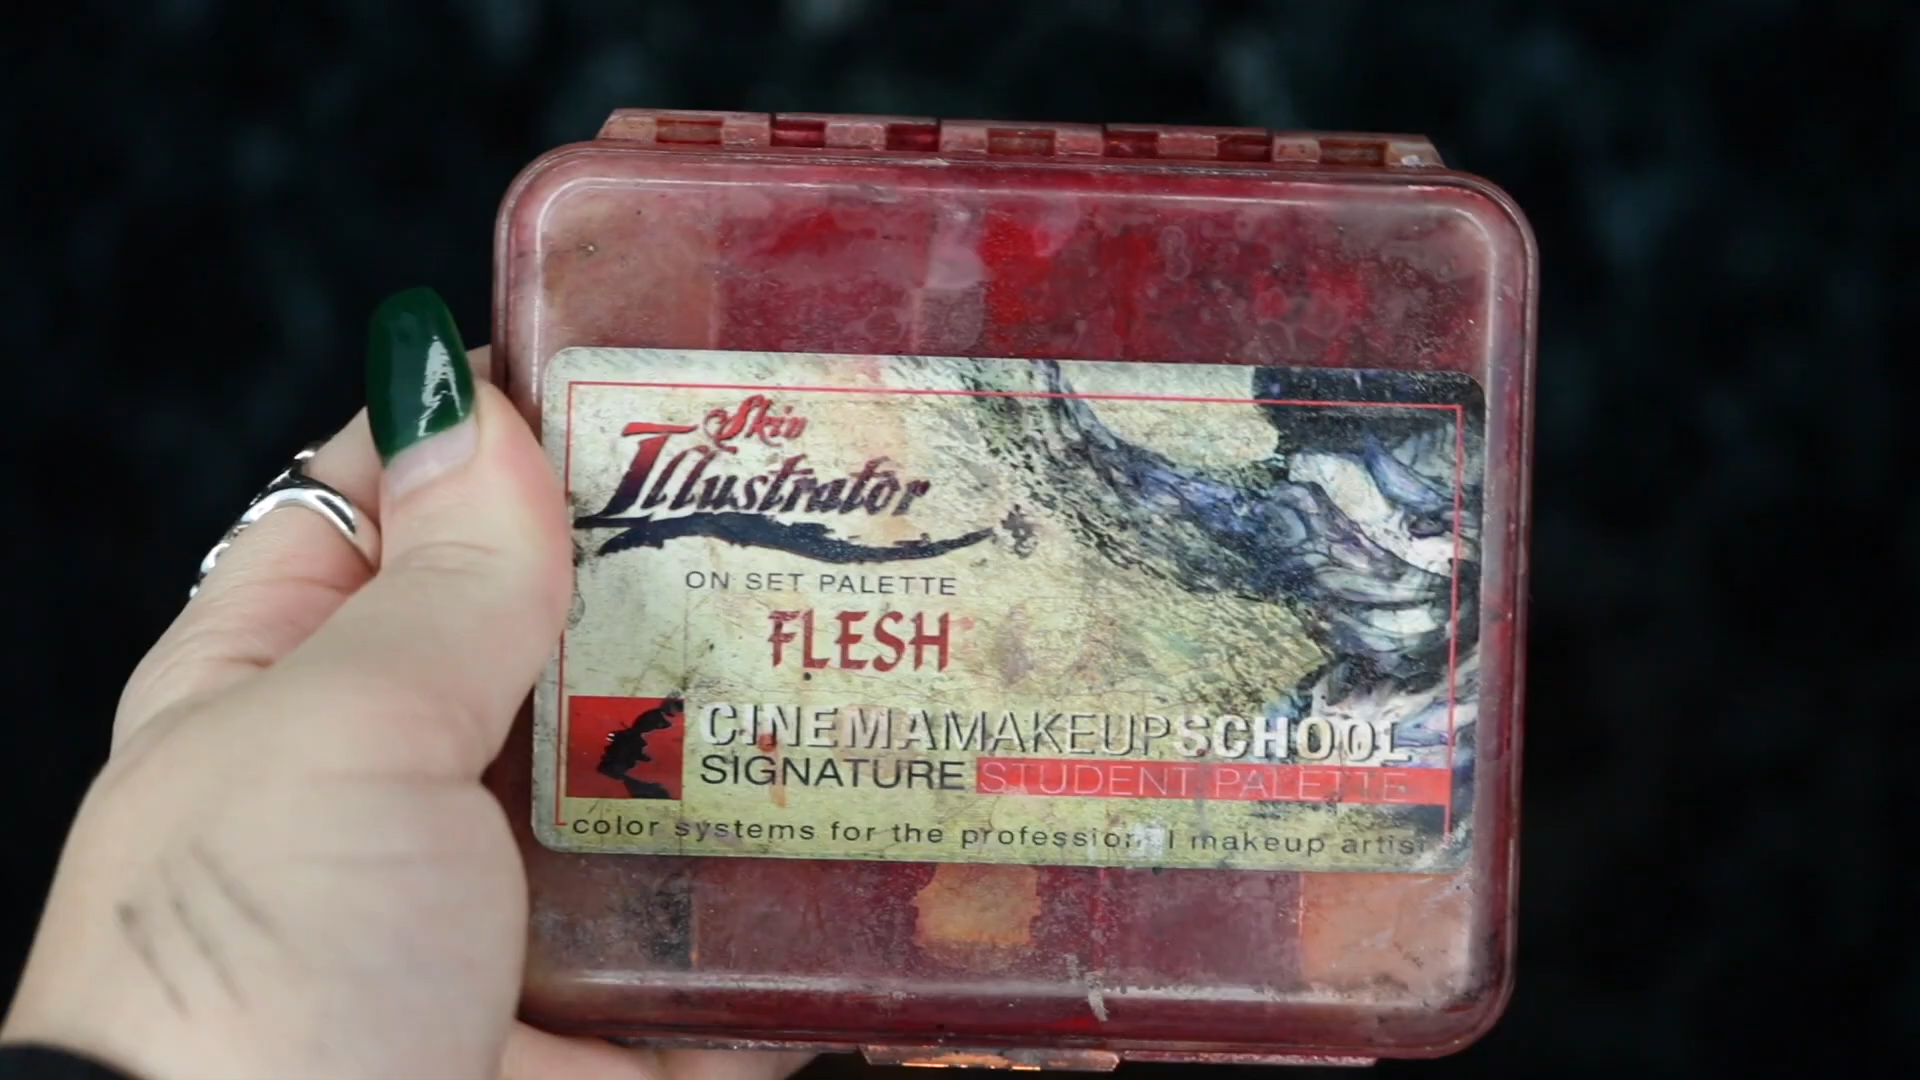 Skin
Illustrator
ON SET PALETTE
FLESH
CINEMAMAKEUPSCHOOL
SIGNATURE STUDENT PALETTE
color systems for the professional makeup artist